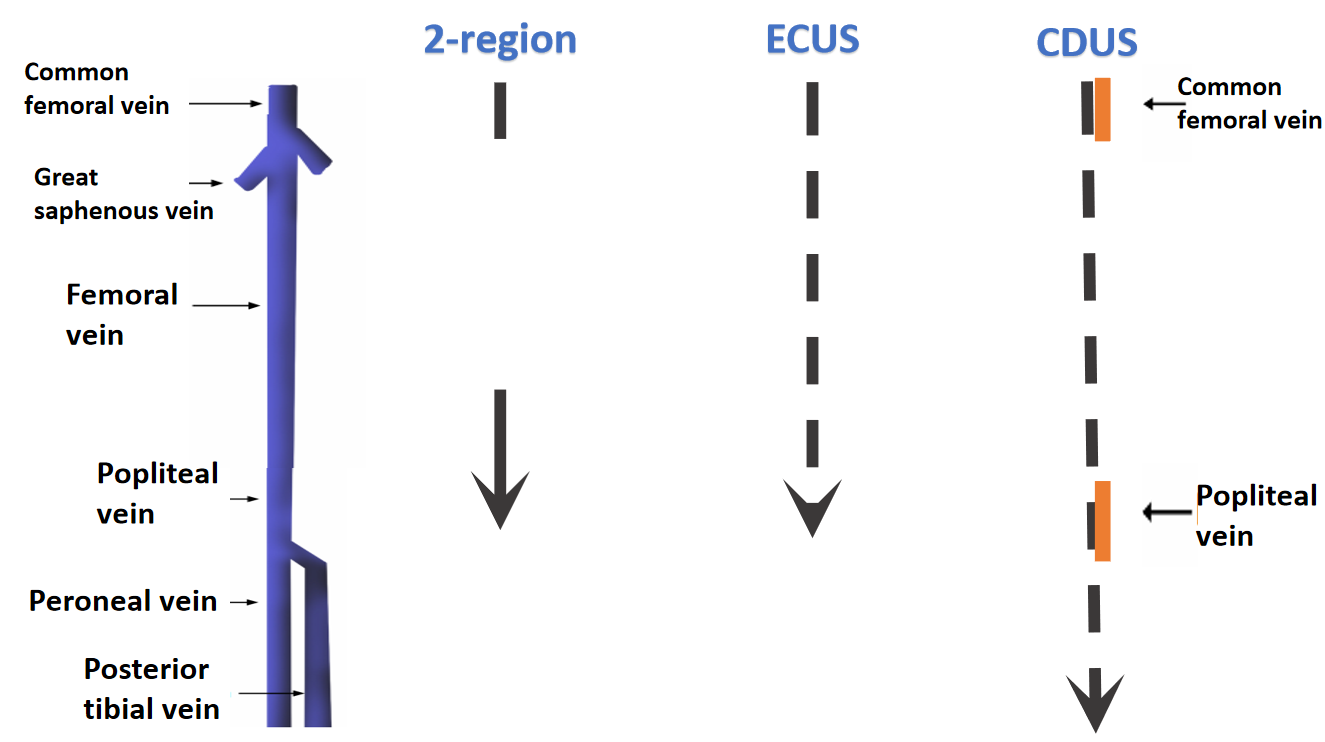 2-region
ECUS
CDUS
Common
femoral vein
Great
saphenous vein
Femoral
vein
Popliteal
vein
Peroneal vein
Posterior
tibial vein
Common
femoral vein
Popliteal
vein